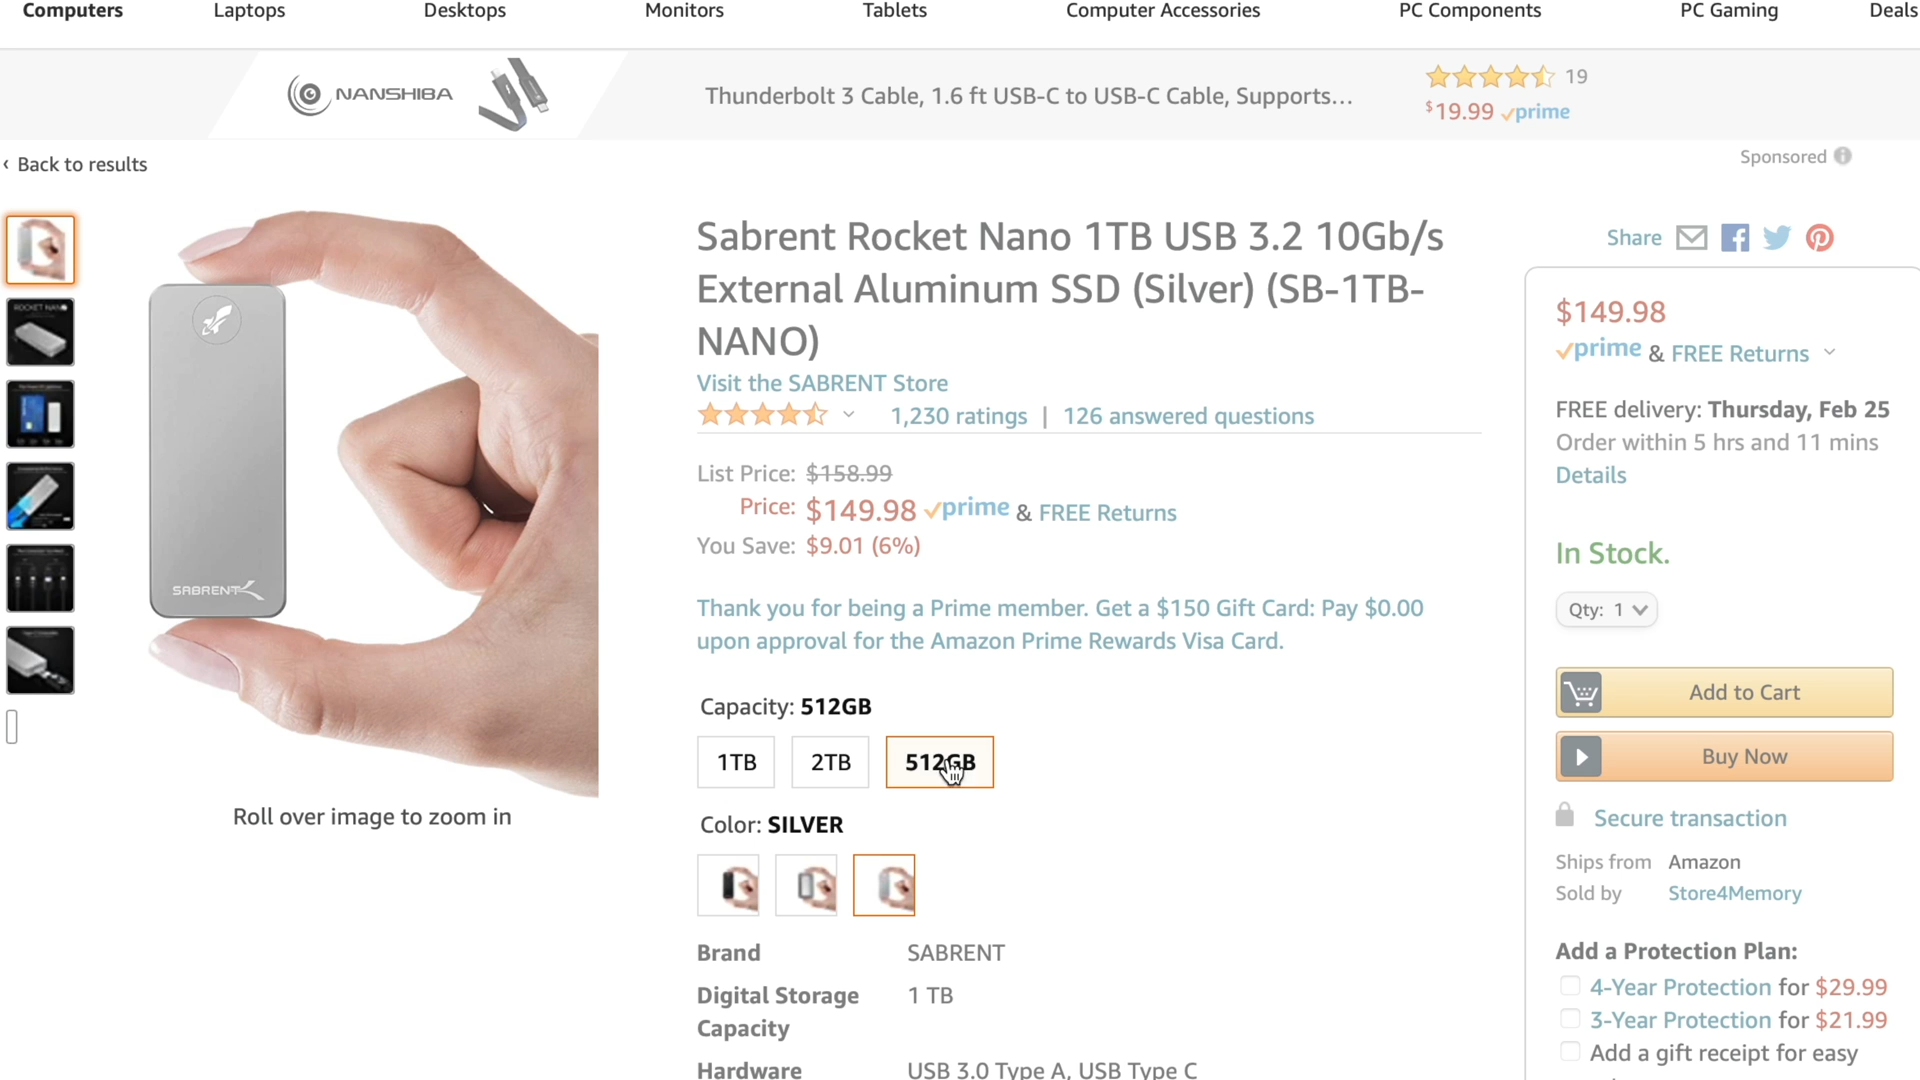 Computers
Laptops
Desktops
Monitors
Tablets
Computer Accessories
PC Components
PC Gaming
Deals
NANSHIBA
Thunderbolt 3 Cable, 1.6 ft USB-C to USB-C Cable, Supports...
19
$19.99 prime
‹ Back to results
Sponsored
ROCKET NANO
SABRENT
Roll over image to zoom in
Sabrent Rocket Nano 1TB USB 3.2 10Gb/s
External Aluminum SSD (Silver) (SB-1TB-
NANO)
Visit the SABRENT Store
1,230 ratings | 126 answered questions
List Price: $158.99
Price: $149.98 prime & FREE Returns
You Save: $9.01 (6%)
Thank you for being a Prime member. Get a $150 Gift Card: Pay $0.00
upon approval for the Amazon Prime Rewards Visa Card.
Capacity: 512GB
1TB
2TB
512GB
Color: SILVER
Brand SABRENT
Digital Storage 1 TB
Capacity
Hardware USB 3.0 Type A, USB Type C
Share
$149.98
prime & FREE Returns
FREE delivery: Thursday, Feb 25
Order within 5 hrs and 11 mins
Details
In Stock.
Qty: 1
Add to Cart
Buy Now
Secure transaction
Ships from Amazon
Sold by Store4Memory
Add a Protection Plan:
4-Year Protection for $29.99
3-Year Protection for $21.99
Add a gift receipt for easy